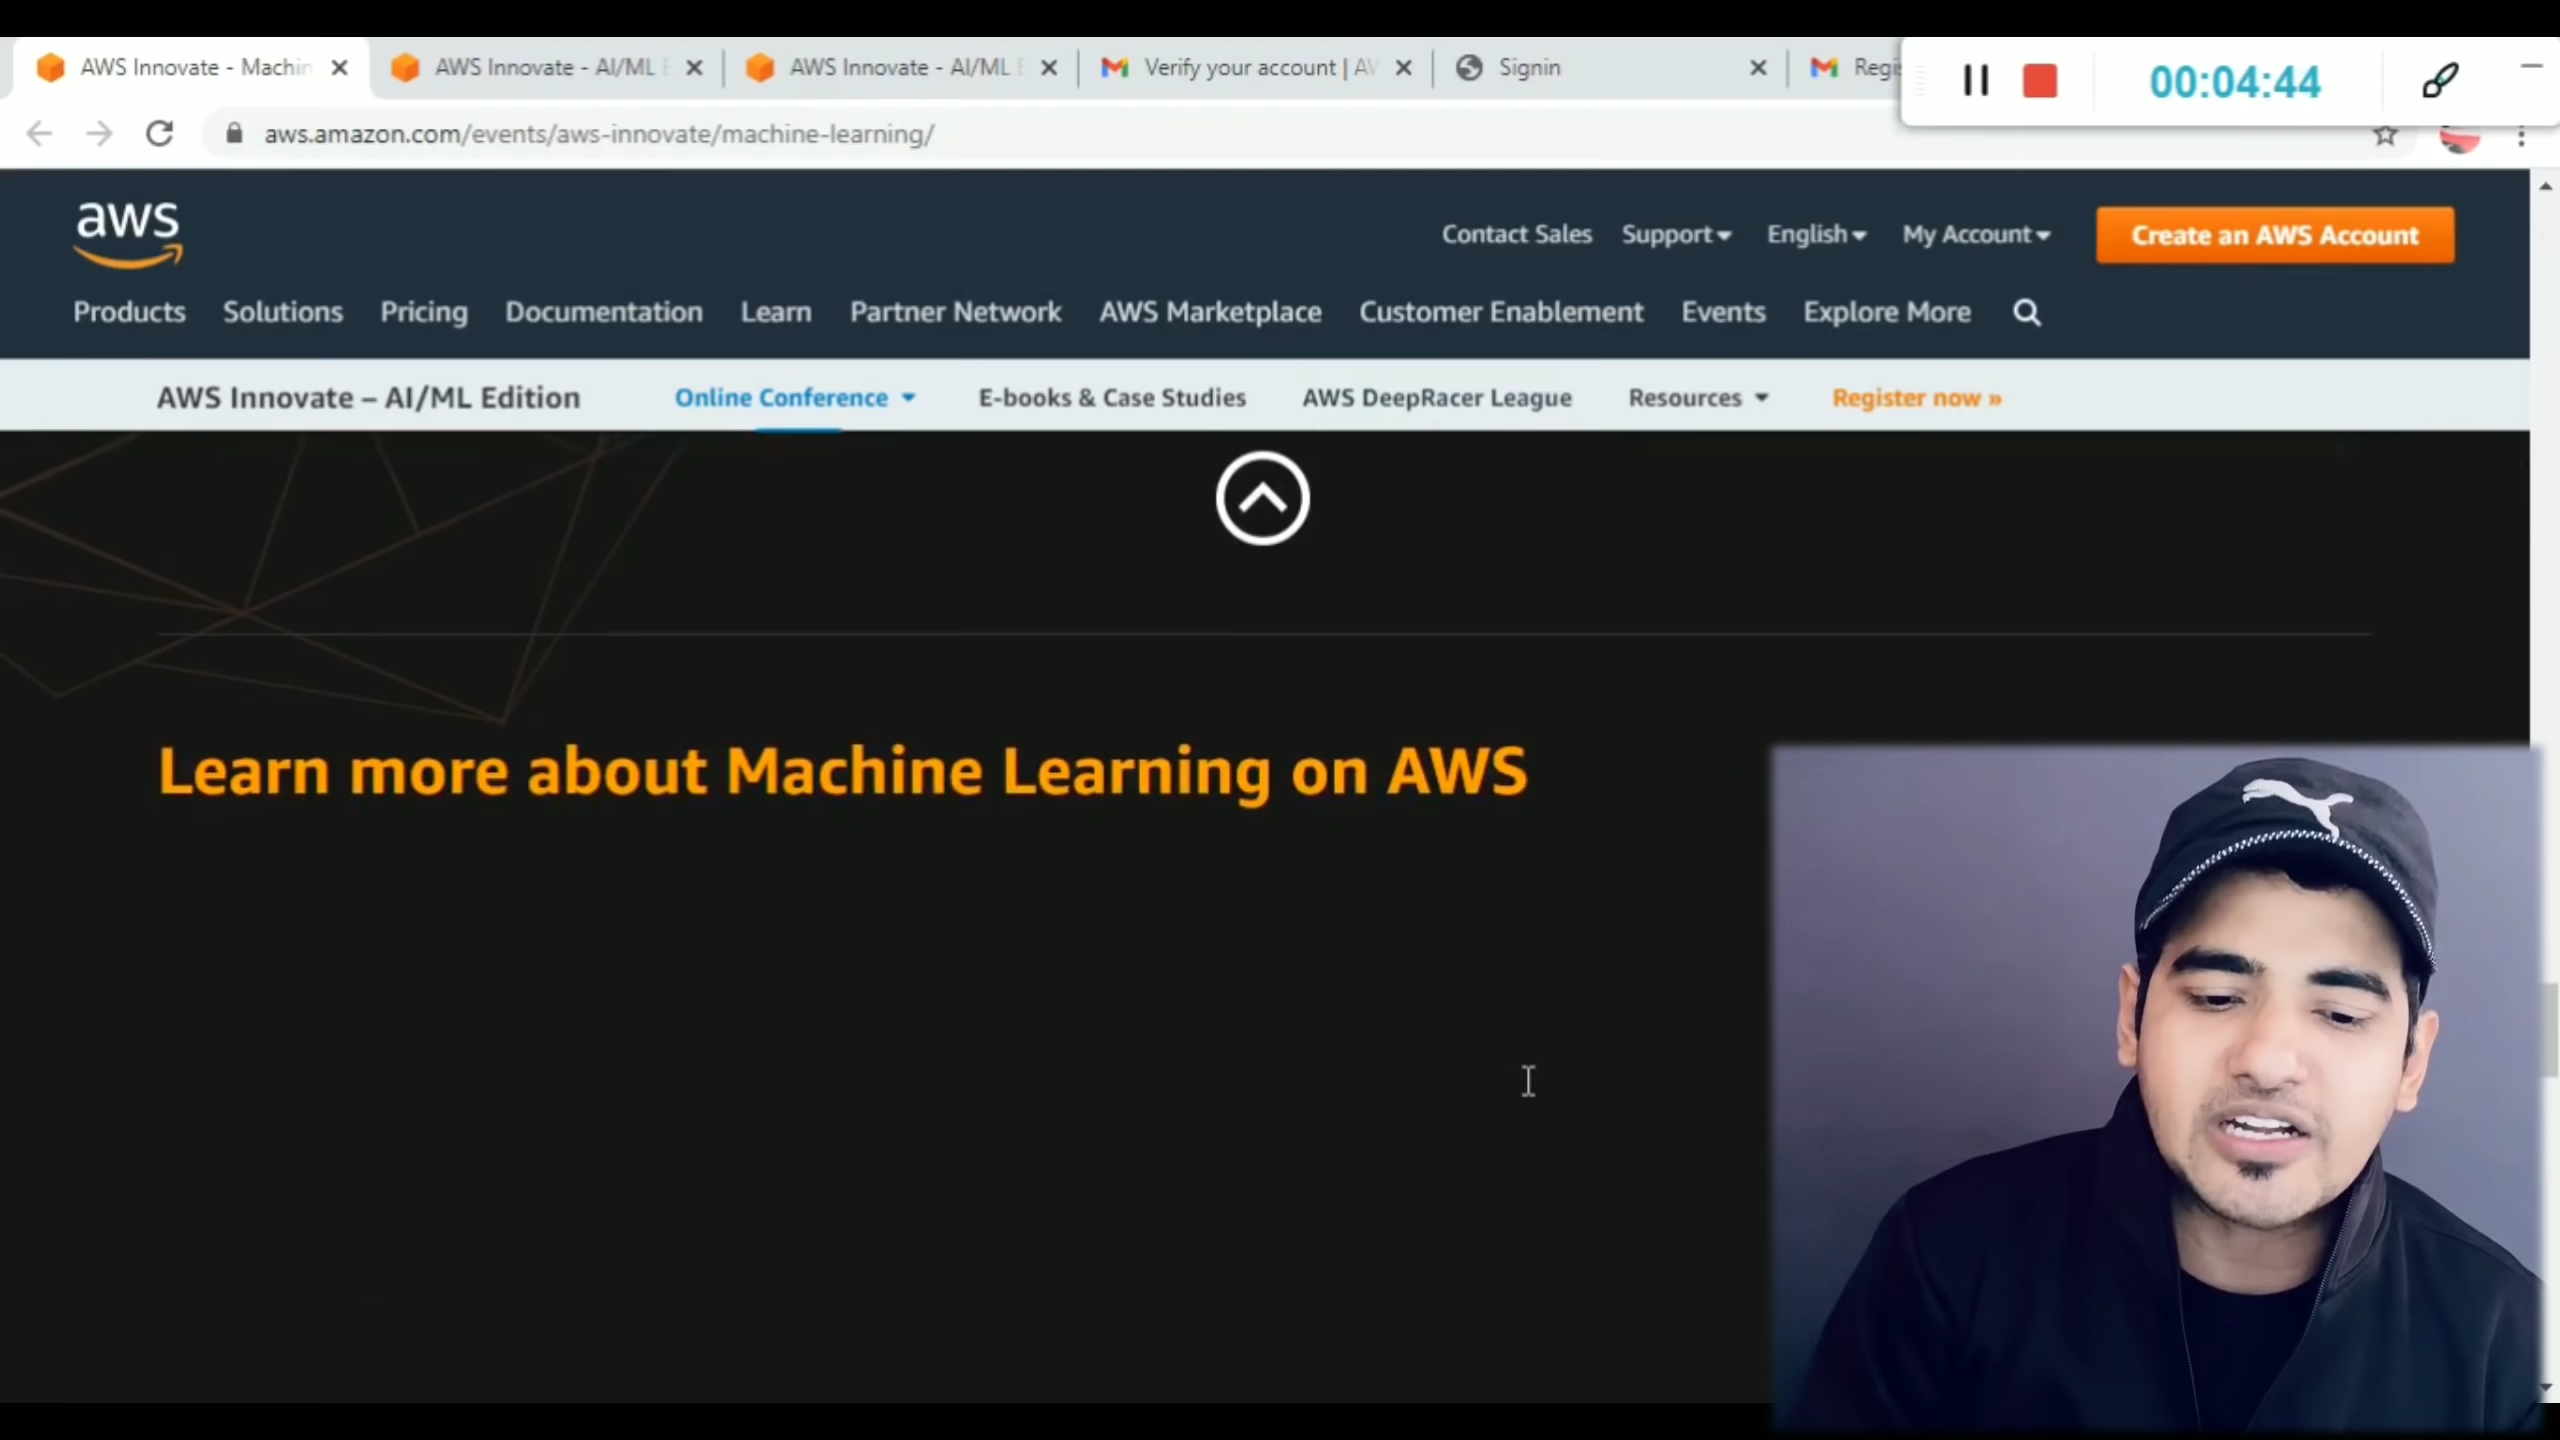 AWS Innovate - Machin
AWS Innovate - AI/ML E
AWS Innovate - AI/ML E
Verify your account | AV
Signin
Regis
00:04:44
aws.amazon.com/events/aws-innovate/machine-learning/
aws
Contact Sales Support English My Account Create an AWS Account
Products Solutions Pricing Documentation Learn Partner Network AWS Marketplace Customer Enablement Events Explore More
AWS Innovate – AI/ML Edition Online Conference E-books & Case Studies AWS DeepRacer League Resources Register now »
Learn more about Machine Learning on AWS